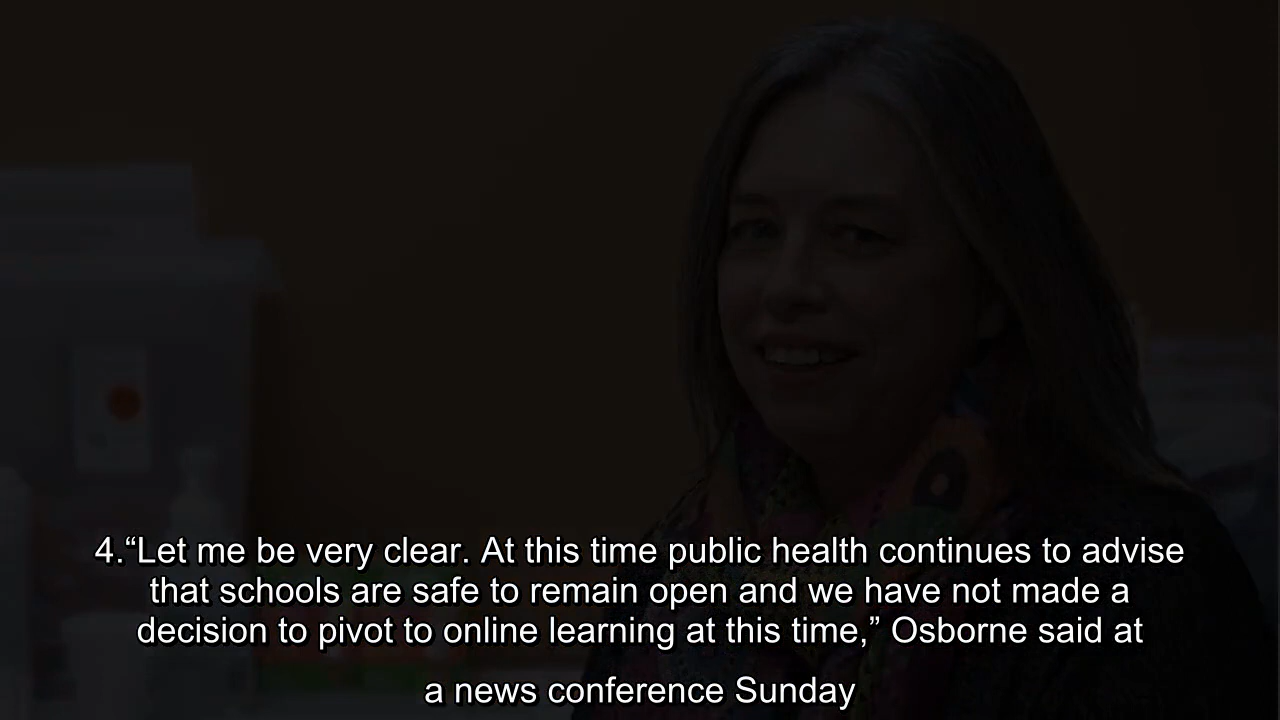 4.“Let me be very clear. At this time public health continues to advise
that schools are safe to remain open and we have not made a
decision to pivot to online learning at this time,” Osborne said at
a news conference Sunday